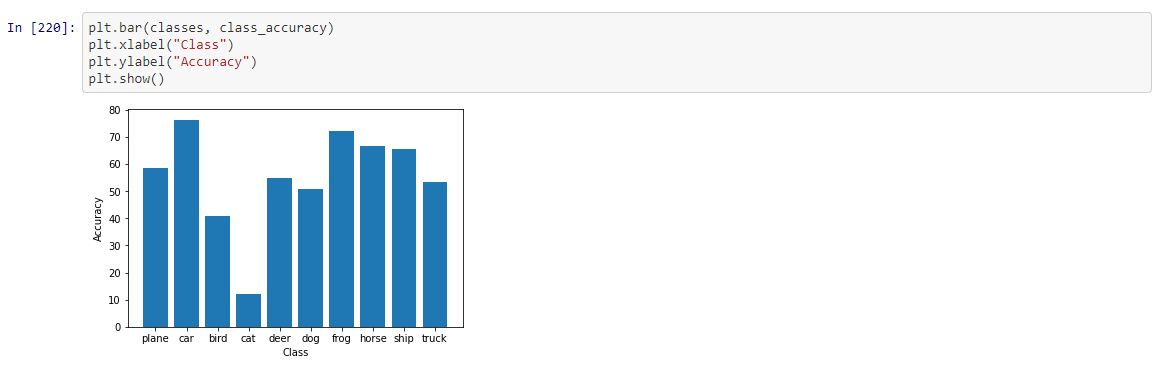 In [220]: plt.bar(classes, class_accuracy)
plt.xlabel("Class")
plt.ylabel("Accuracy")
plt.show()
80
70
60
50
40
30
20
10
0
Accuracy
plane car bird cat deer dog frog horse ship truck
Class